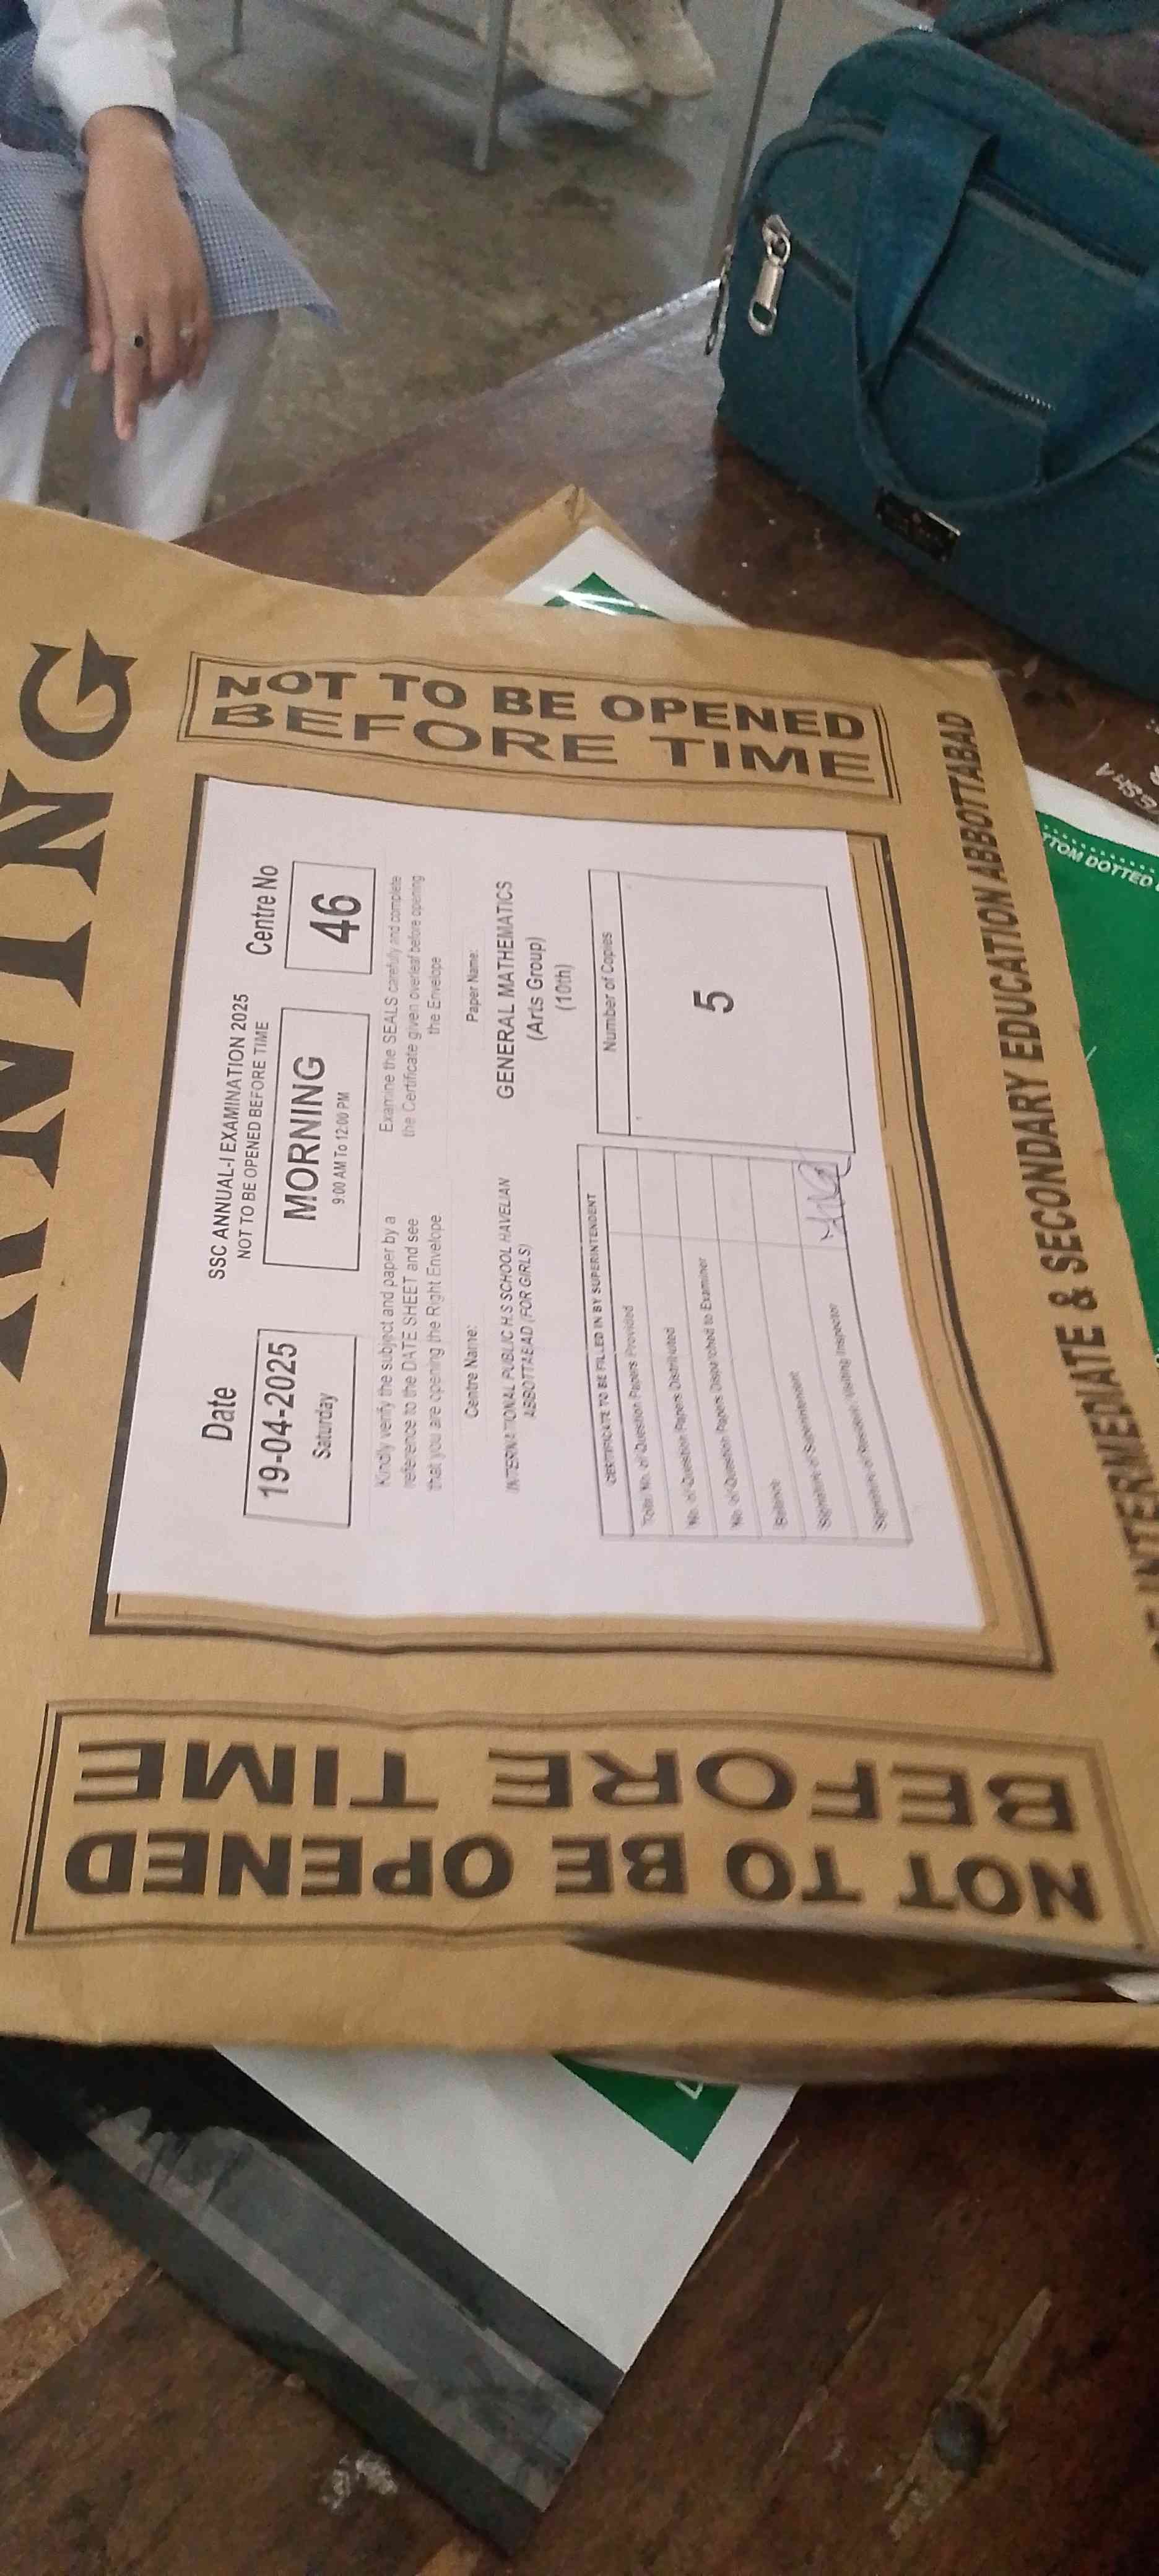 MORNING
NOT TO BE OPENED
BEFORE TIME
SSC ANNUAL-I EXAMINATION 2025
NOT TO BE OPENED BEFORE TIME
Date
19-04-2025
Saturday
MORNING
9:00 AM To 12:00 PM
Centre No
46
Kindly verify the subject and paper by a
reference to the DATE SHEET and see
that you are opening the Right Envelope
Examine the SEALS carefully and complete
the Certificate given overleaf before opening
the Envelope
Centre Name:
INTERNATIONAL PUBLIC H.S SCHOOL HAVELIAN
ABBOTTABAD (FOR GIRLS)
Paper Name:
GENERAL MATHEMATICS
(Arts Group)
(10th)
CERTIFICATE TO BE FILLED IN BY SUPERINTENDENT
Total No. of Question Papers Provided
No. of Question Papers Distributed
No. of Question Papers Dispatched to Examiner
Balance
Signature of Superintendent
Signature of Resident / Visiting Inspector
Number of Copies
5
NOT TO BE OPENED
BEFORE TIME
OF INTERMEDIATE & SECONDARY EDUCATION ABBOTTABAD
TTOM DOTTED